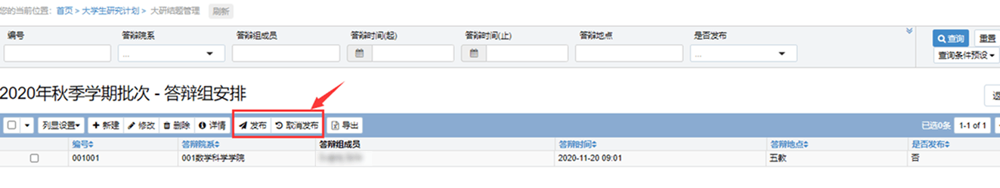 您的当前位置： 首页 > 大学生研究计划 > 大研结题管理 刷新
编号 答辩院系 答辩组成员 答辩时间(起) 答辩时间(止) 答辩地点 是否发布
... ... 查询 重置
查询条件预设
2020年秋季学期批次 - 答辩组安排
列显设置 新建 修改 删除 详情 发布 取消发布 导出 已选0条 1-1 of 1
编号 答辩院系 答辩组成员 答辩时间 答辩地点 是否发布
001001 001数学科学学院 2020-11-20 09:01 五教 否